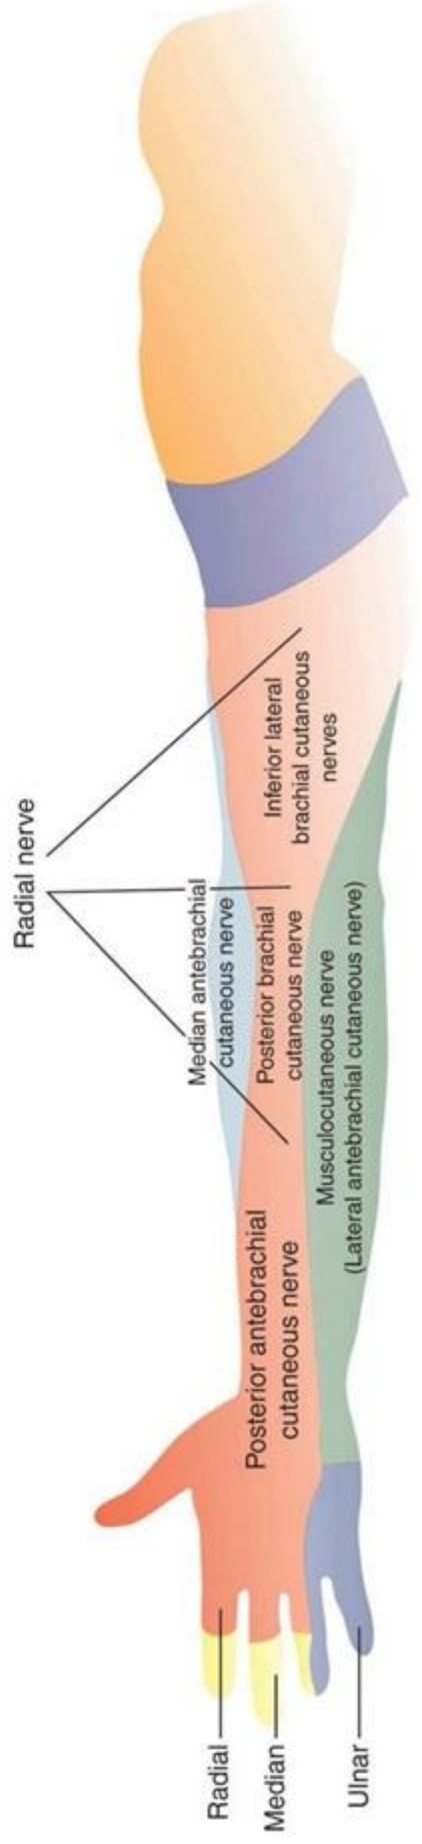 Radial nerve
Median antebrachial
cutaneous nerve
Inferior lateral
brachial cutaneous
nerves
Posterior brachial
cutaneous nerve
Musculocutaneous nerve
(Lateral antebrachial cutaneous nerve)
Posterior antebrachial
cutaneous nerve
Radial
Median
Ulnar